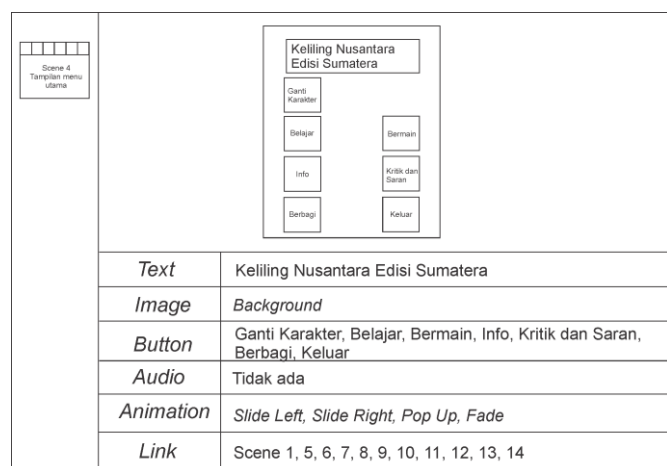 Scene 4
Tampilan menu
utama
Keliling Nusantara
Edisi Sumatera
Ganti
Karakter
Belajar
Bermain
Info
Kritik dan
Saran
Berbagi
Keluar
Text
Keliling Nusantara Edisi Sumatera
Image
Background
Button
Ganti Karakter, Belajar, Bermain, Info, Kritik dan Saran,
Berbagi, Keluar
Audio
Tidak ada
Animation
Slide Left, Slide Right, Pop Up, Fade
Link
Scene 1, 5, 6, 7, 8, 9, 10, 11, 12, 13, 14